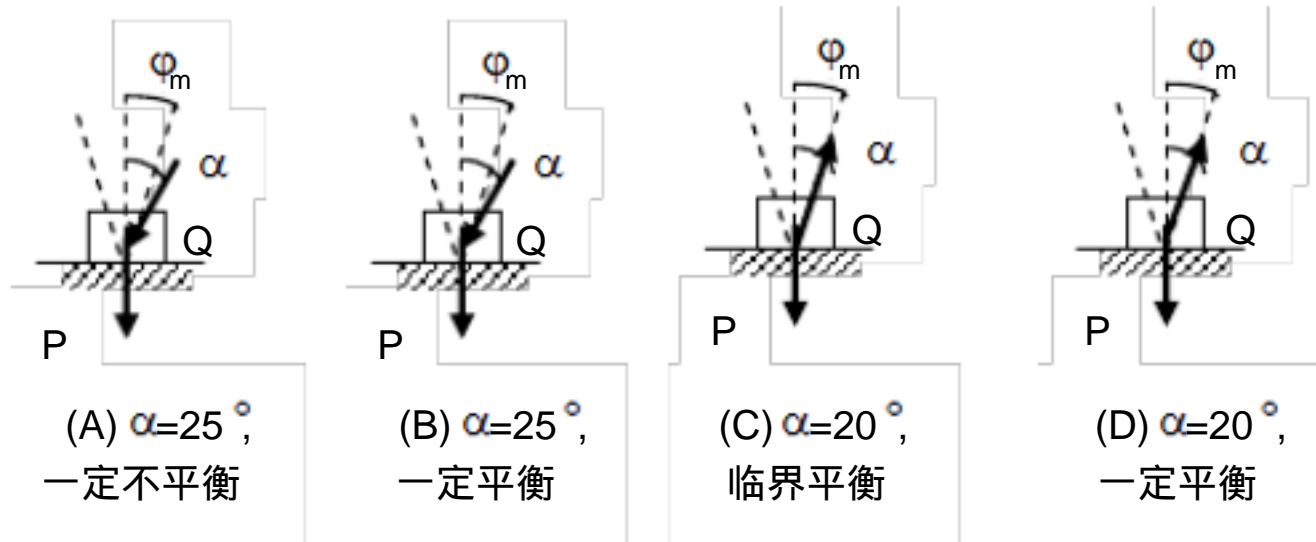 φm φm φm φm
α α α α
Q Q Q Q
P P P P
(A) α=25°, (B) α=25°, (C) α=20°, (D) α=20°,
一定不平衡 一定平衡 临界平衡 一定平衡